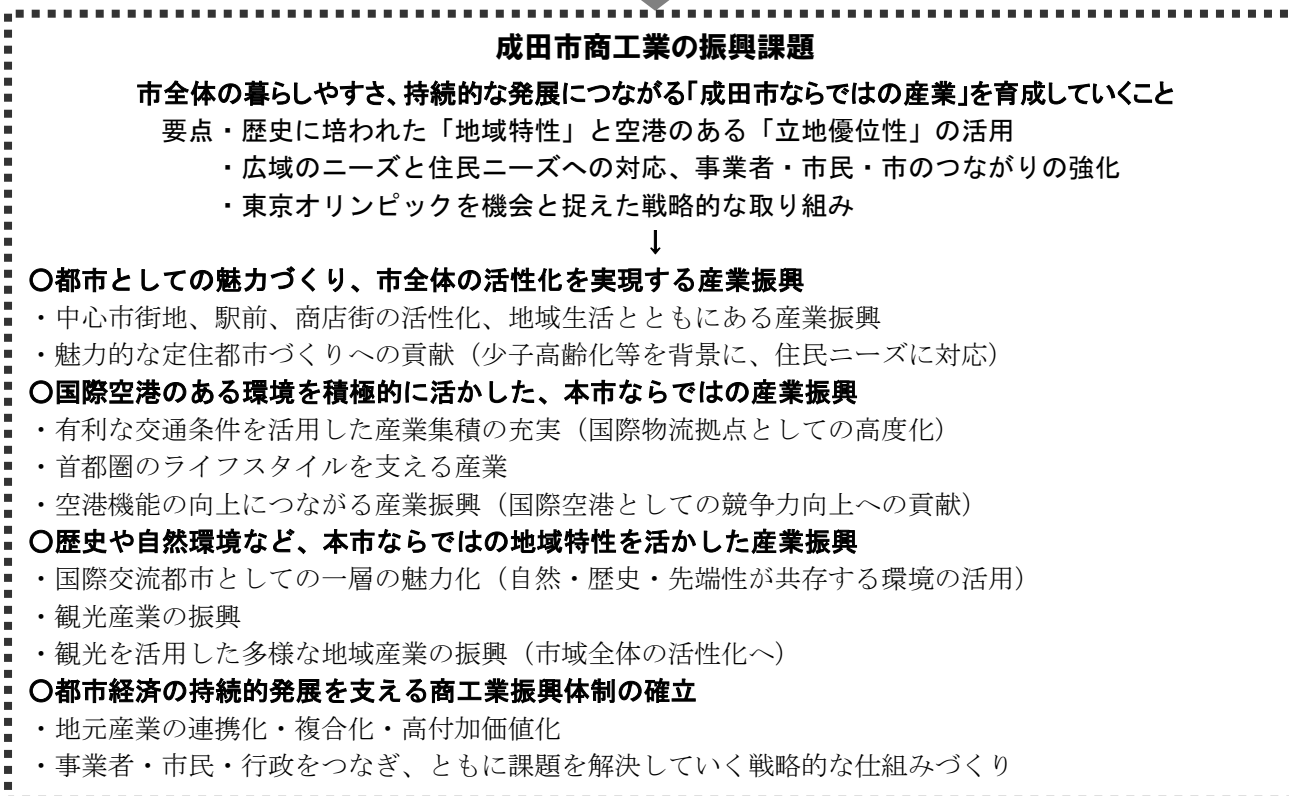 成田市商工業の振興課題
市全体の暮らしやすさ、持続的な発展につながる｢成田市ならではの産業｣を育成していくこと
要点・歴史に培われた「地域特性」と空港のある「立地優位性」の活用
・広域のニーズと住民ニーズへの対応、事業者・市民・市のつながりの強化
・東京オリンピックを機会と捉えた戦略的な取り組み
↓
○都市としての魅力づくり、市全体の活性化を実現する産業振興
・中心市街地、駅前、商店街の活性化、地域生活とともにある産業振興
・魅力的な定住都市づくりへの貢献（少子高齢化等を背景に、住民ニーズに対応）
○国際空港のある環境を積極的に活かした、本市ならではの産業振興
・有利な交通条件を活用した産業集積の充実（国際物流拠点としての高度化）
・首都圏のライフスタイルを支える産業
・空港機能の向上につながる産業振興（国際空港としての競争力向上への貢献）
○歴史や自然環境など、本市ならではの地域特性を活かした産業振興
・国際交流都市としての一層の魅力化（自然・歴史・先端性が共存する環境の活用）
・観光産業の振興
・観光を活用した多様な地域産業の振興（市域全体の活性化へ）
○都市経済の持続的発展を支える商工業振興体制の確立
・地元産業の連携化・複合化・高付加価値化
・事業者・市民・行政をつなぎ、ともに課題を解決していく戦略的な仕組みづくり